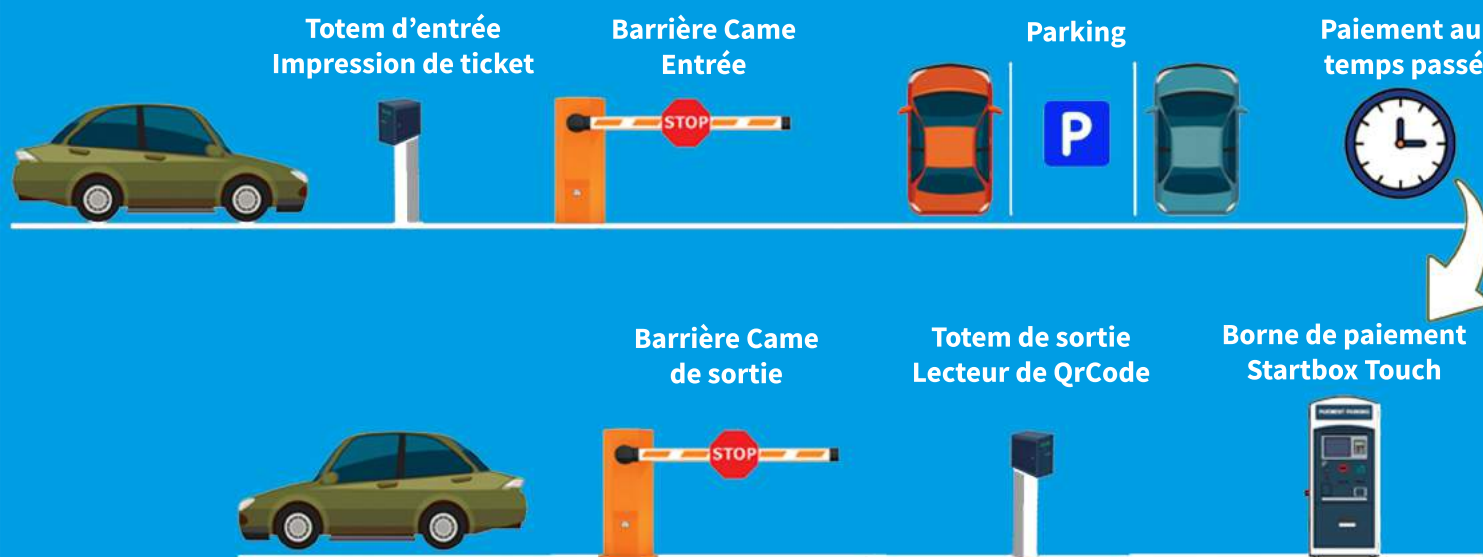 Totem d’entrée
Impression de ticket
Barrière Came
Entrée
Parking
Paiement au
temps passé
STOP
P
Barrière Came
de sortie
Totem de sortie
Lecteur de QrCode
Borne de paiement
Startbox Touch
STOP
PAIEMENT PARKING